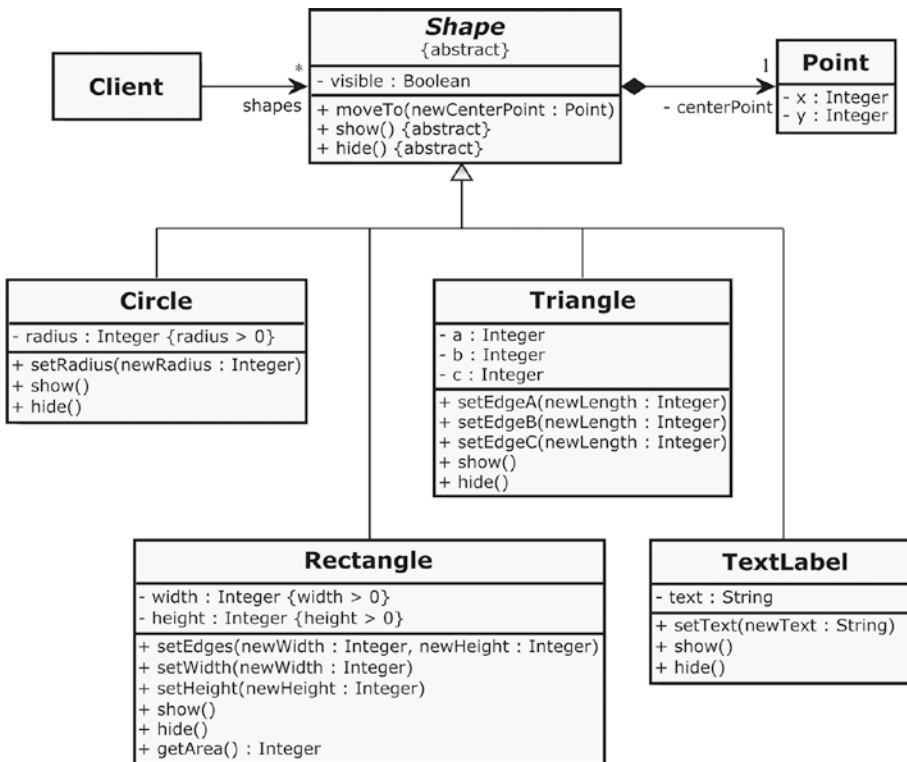 Shape
{abstract}
- visible : Boolean
+ moveTo(newCenterPoint : Point)
+ show() {abstract}
+ hide() {abstract}
Client
*
shapes
1
- centerPoint
Point
- x : Integer
- y : Integer
Circle
- radius : Integer {radius > 0}
+ setRadius(newRadius : Integer)
+ show()
+ hide()
Triangle
- a : Integer
- b : Integer
- c : Integer
+ setEdgeA(newLength : Integer)
+ setEdgeB(newLength : Integer)
+ setEdgeC(newLength : Integer)
+ show()
+ hide()
Rectangle
- width : Integer {width > 0}
- height : Integer {height > 0}
+ setEdges(newWidth : Integer, newHeight : Integer)
+ setWidth(newWidth : Integer)
+ setHeight(newHeight : Integer)
+ show()
+ hide()
+ getArea() : Integer
TextLabel
- text : String
+ setText(newText : String)
+ show()
+ hide()